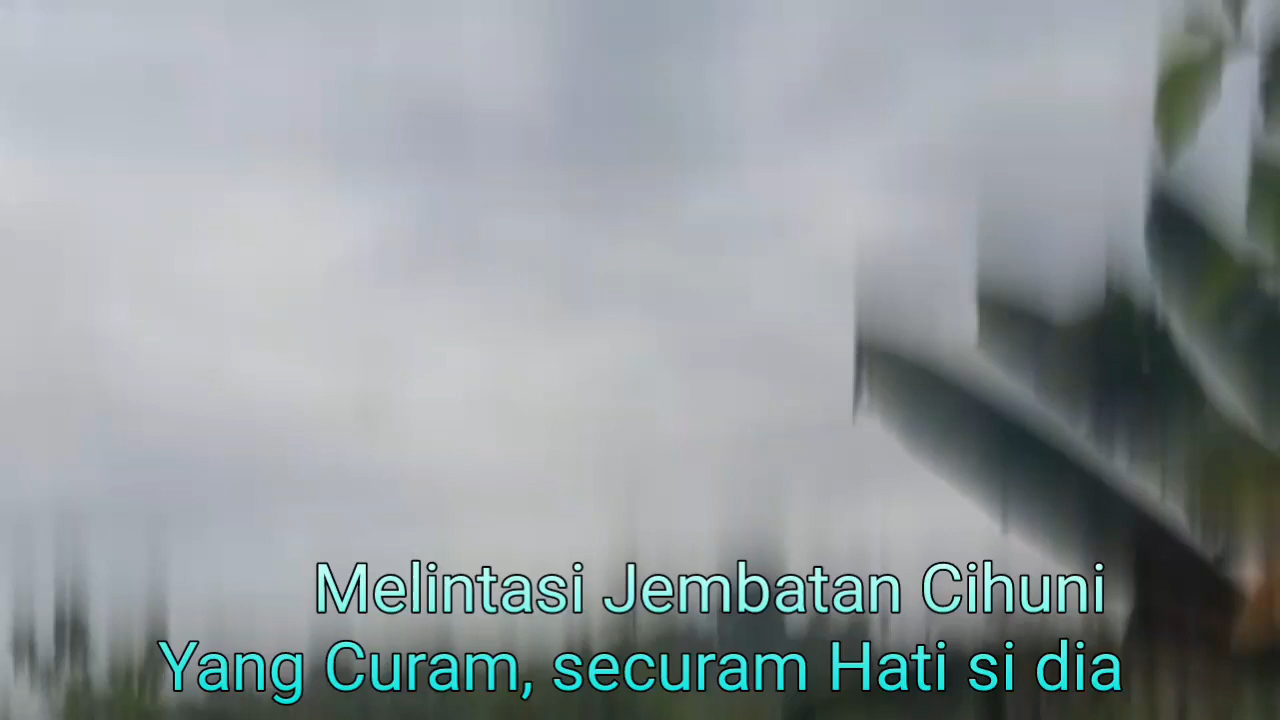 Melintasi Jembatan Cihuni
Yang Curam, securam Hati si dia